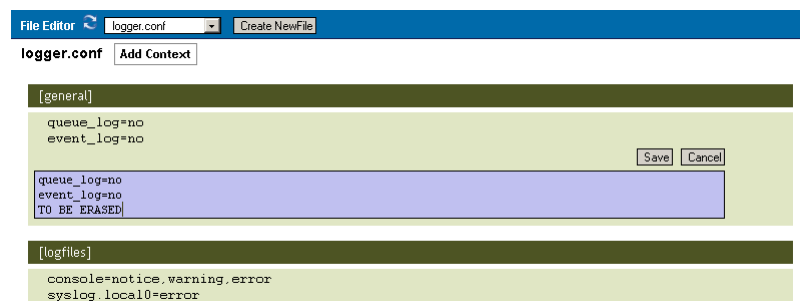 File Editor logger.conf Create NewFile
logger.conf Add Context
[general]
queue_log=no
event_log=no
Save Cancel
queue_log=no
event_log=no
TO BE ERASED
[logfiles]
console=notice,warning,error
syslog.local0=error